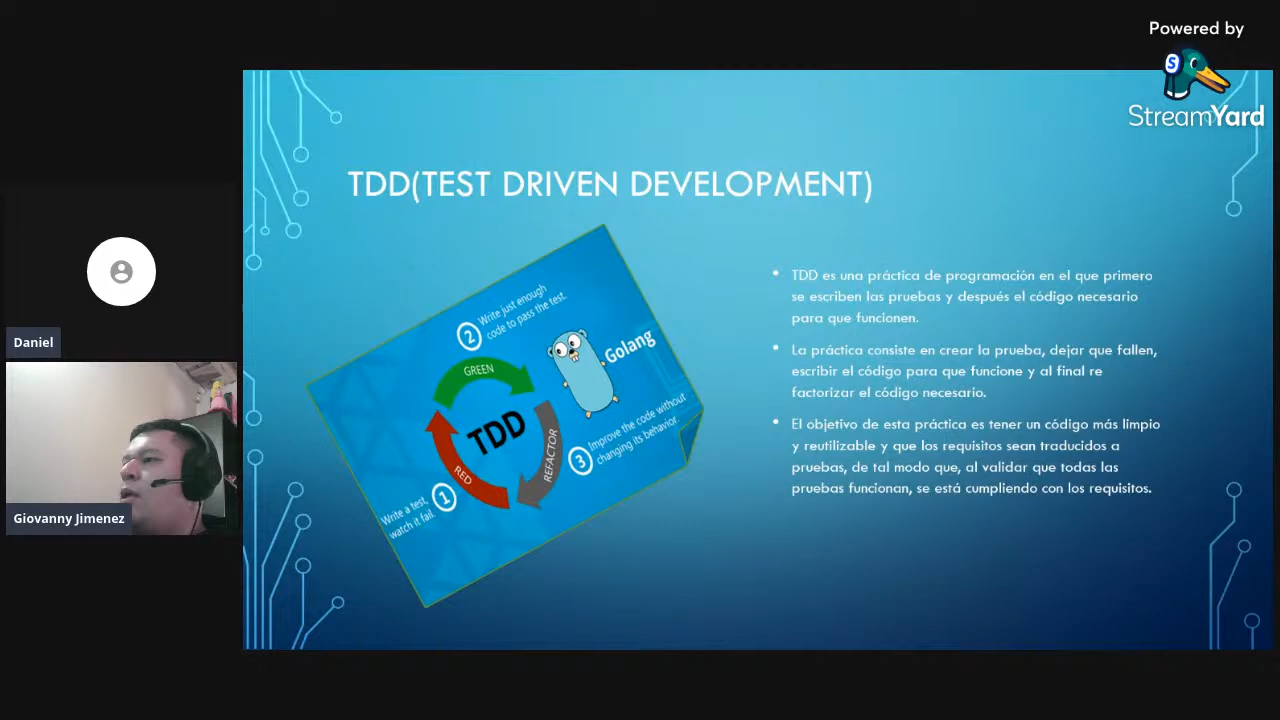 Powered by
StreamYard
TDD(TEST DRIVEN DEVELOPMENT)
2 Write just enough
code to pass the test.
GREEN
Golang
TDD
REFACTOR
RED
3 Improve the code without
changing its behavior.
1
Write a test,
watch it fail.
• TDD es una práctica de programación en el que primero
se escriben las pruebas y después el código necesario
para que funcionen.
• La práctica consiste en crear la prueba, dejar que fallen,
escribir el código para que funcione y al final re
factorizar el código necesario.
• El objetivo de esta práctica es tener un código más limpio
y reutilizable y que los requisitos sean traducidos a
pruebas, de tal modo que, al validar que todas las
pruebas funcionan, se está cumpliendo con los requisitos.
Daniel
Giovanny Jimenez